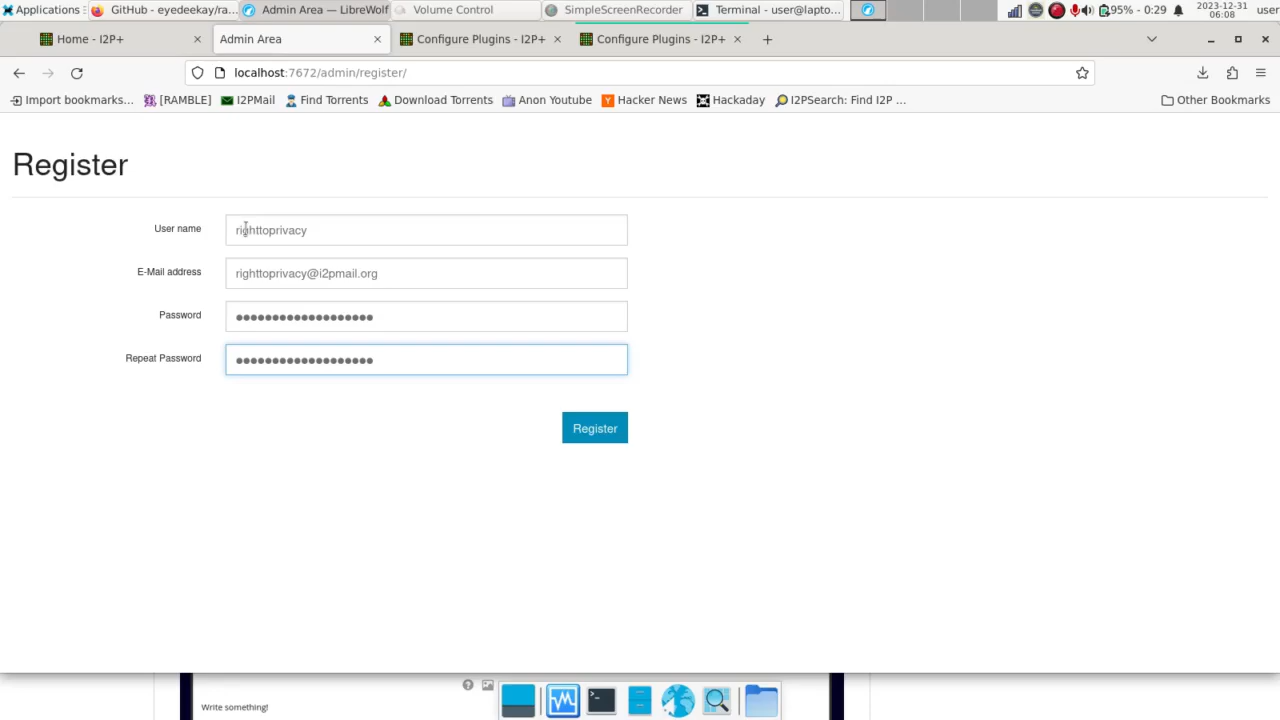 Applications
GitHub - eyedeekay/ra...
Admin Area — LibreWolf
Volume Control
SimpleScreenRecorder
Terminal - user@lapto...
95% - 0:29
2023-12-31
06:08
user
Home - I2P+
Admin Area
Configure Plugins - I2P+
Configure Plugins - I2P+
localhost:7672/admin/register/
Import bookmarks...
[RAMBLE]
I2PMail
Find Torrents
Download Torrents
Anon Youtube
Hacker News
Hackaday
I2PSearch: Find I2P ...
Other Bookmarks
Register
User name
righttoprivacy
E-Mail address
righttoprivacy@i2pmail.org
Password
●●●●●●●●●●●●●●●●●●●
Repeat Password
●●●●●●●●●●●●●●●●●●●
Register
Write something!